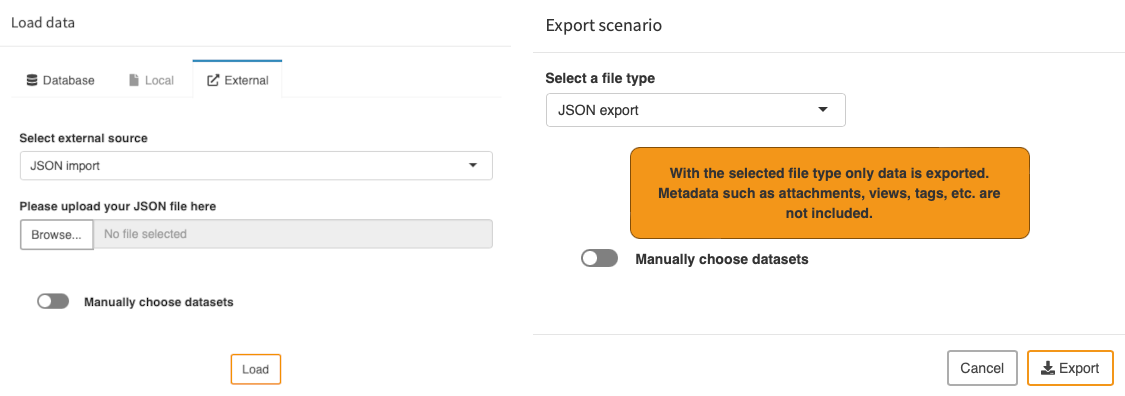 Load data
Database
Local
External
Select external source
JSON import
Please upload your JSON file here
Browse...
No file selected
Manually choose datasets
Load
Export scenario
Select a file type
JSON export
With the selected file type only data is exported.
Metadata such as attachments, views, tags, etc. are
not included.
Manually choose datasets
Cancel
Export